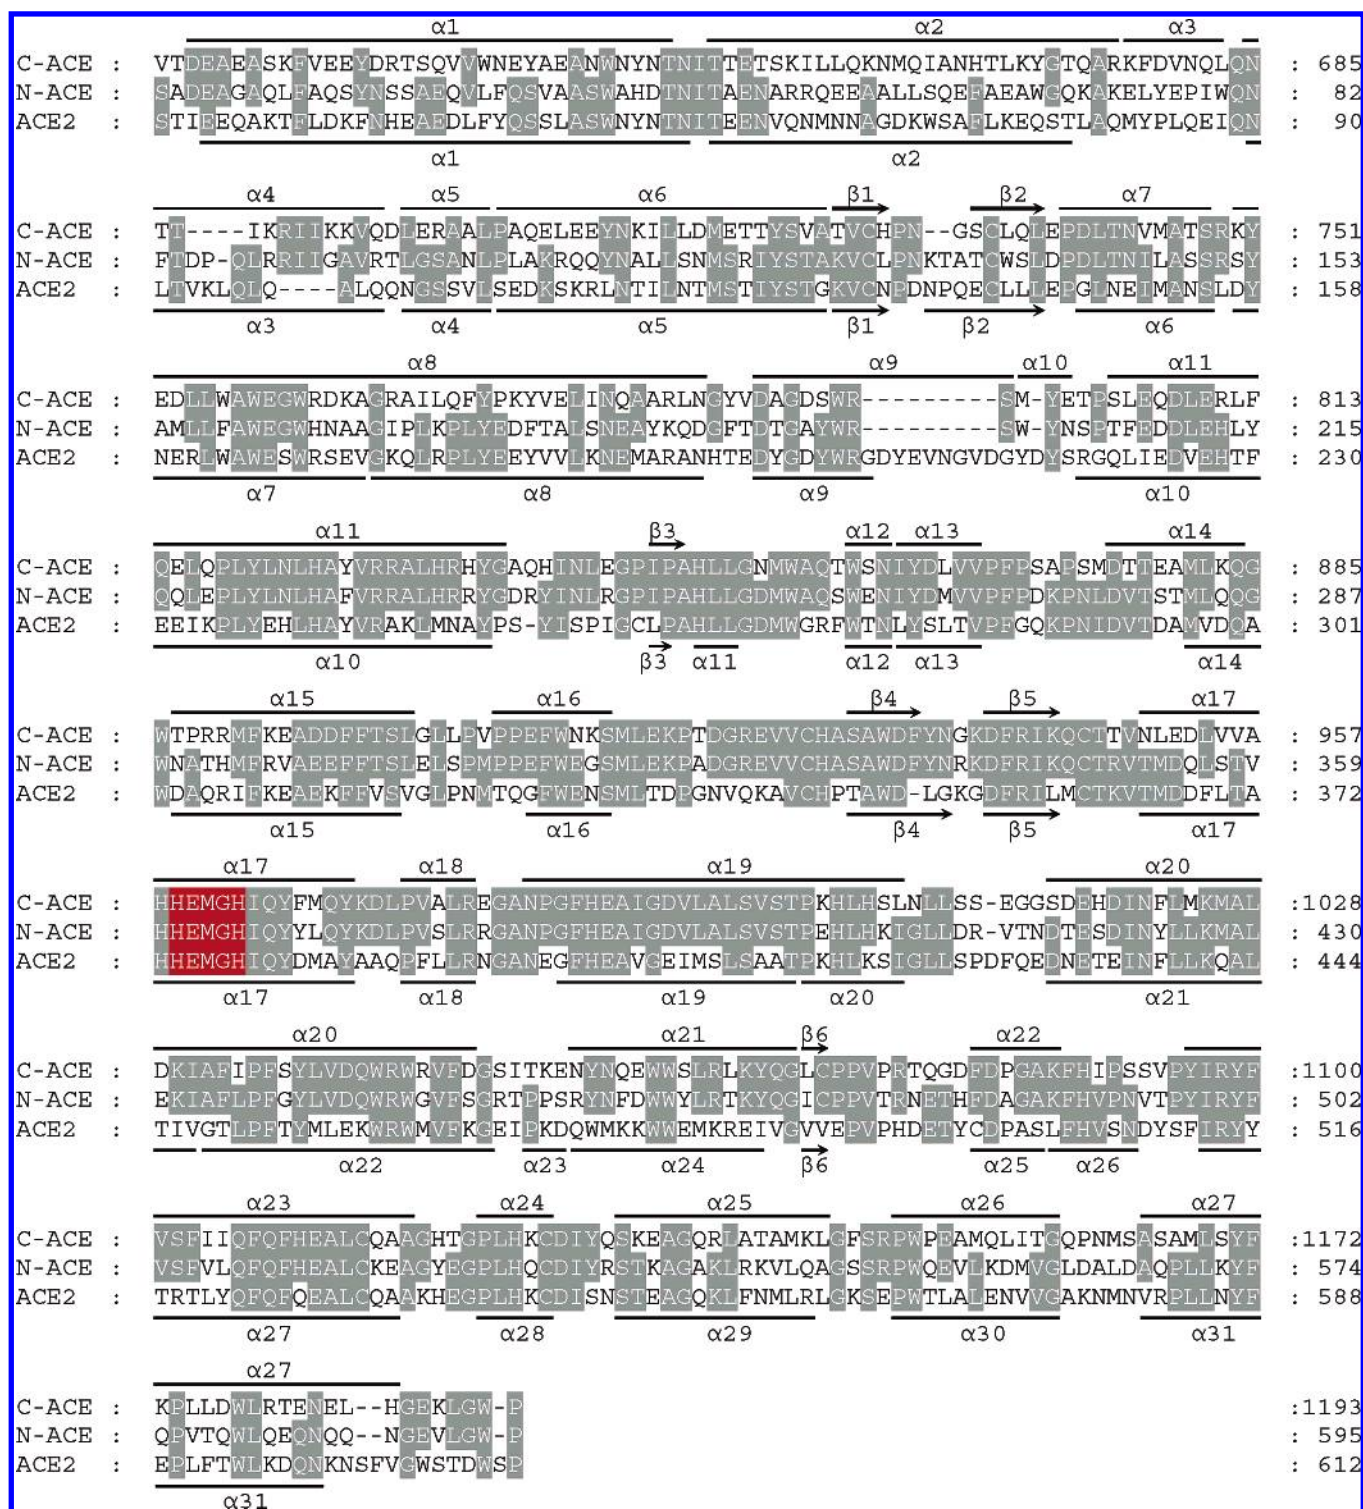 α1 α2 α3
C-ACE : VTDEAEASKFVEEYDRTSQVVWNEYAEANWNYNTNITTETSKILLQKNMQIANHTLKYGTQARKFDVNQLQN : 685
N-ACE : SADEAGAQLFAQSYNSSAEQVLFQSVAASWAHDTNITAENARRQEEAALLSQEFAEAWGQKAKELYEPIWQN : 82
ACE2 : STIEEQAKTFLDKFNHEAEDLFYQSSLASWNYNTNITEENVQNMNNAGDKWSAFLKEQSTLAQMYPLQEIQN : 90
α1 α2
α4 α5 α6 β1 β2 α7
C-ACE : TT----IKRIIKKVQDLERAALPAQELEEYNKILLDMETTYSVATVCHPN--GSCLQLEPDLTNVMATSRKY : 751
N-ACE : FTDP-QLRRIIGAVRTLGSANLPLAKRQQYNALLSNMSRIYSTAKVCLPNKTATCWSLDPDLTNILASSRSY : 153
ACE2 : LTVKLQLQ----ALQQNGSSVLSEDKSKRLNTILNTMSTIYSTGKVCNPDNPQECLLLEPGLNEIMANSLDY : 158
α3 α4 α5 β1 β2 α6
α8 α9 α10 α11
C-ACE : EDLLWAWEGWRDKAGRAILQFYPKYVELINQAARLNGYVDAGDSWR---------SM-YETPSLEQDLERLF : 813
N-ACE : AMLLFAWEGWHNAAGIPLKPLYEDFTALSNEAYKQDGFTDTGAYWR---------SW-YNSPTFEDDLEHLY : 215
ACE2 : NERLWAWESWRSEVGKQLRPLYEEYVVLKNEMARANHTEDYGDYWRGDYEVNGVDGYDYSRGQLIEDVEHTF : 230
α7 α8 α9 α10
α11 β3 α12 α13 α14
C-ACE : QELQPLYLNLHAYVRRALHRHYGAQHINLEGPIPAHLLGNMWAQTWSNIYDLVVPFPSAPSMDTTEAMLKQG : 885
N-ACE : QQLEPLYLNLHAFVRRALHRRYGDRYINLRGPIPAHLLGDMWAQSWENIYDMVVPFPDKPNLDVTSTMLQQG : 287
ACE2 : EEIKPLYEHLHAYVRAKLMNAYPS-YISPIGCLPAHLLGDMWGRFWTNLYSLTVPFGQKPNIDVTDAMVDQA : 301
α10 β3 α11 α12 α13 α14
α15 α16 β4 β5 α17
C-ACE : WTPRRMFKEADDFFTSLGLLPVPPEFWNKSMLEKPTDGREVVCHASAWDFYNGKDFRIKQCTTVNLEDLVVA : 957
N-ACE : WNATHMFRVAEEFFTSLELSPMPPEFWEGSMLEKPADGREVVCHASAWDFYNRKDFRIKQCTRVTMDQLSTV : 359
ACE2 : WDAQRIFKEAEKFFVSVGLPNMTQGFWENSMLTDPGNVQKAVCHPTAWD-LGKGDFRILMCTKVTMDDFLTA : 372
α15 α16 β4 β5 α17
α17 α18 α19 α20
C-ACE : HHEMGHIQYFMQYKDLPVALREGANPGFHEAIGDVLALSVSTPKHLHSLNLLSS-EGGSDEHDINFLMKMAL :1028
N-ACE : HHEMGHIQYYLQYKDLPVSLRRGANPGFHEAIGDVLALSVSTPEHLHKIGLLDR-VTNDTESDINYLLKMAL : 430
ACE2 : HHEMGHIQYDMAYAAQPFLLRNGANEGFHEAVGEIMSLSAATPKHLKSIGLLSPDFQEDNETEINFLLKQAL : 444
α17 α18 α19 α20 α21
α20 α21 β6 α22
C-ACE : DKIAFIPFSYLVDQWRWRVFDGSITKENYNQEWWSLRLKYQGLCPPVPRTQGDFDPGAKFHIPSSVPYIRYF :1100
N-ACE : EKIAFLPFGYLVDQWRWGVFSGRTPPSRYNFDWWYLRTKYQGICPPVTRNETHFDAGAKFHVPNVTPYIRYF : 502
ACE2 : TIVGTLPFTYMLEKWRWMVFKGEIPKDQWMKKWWEMKREIVGVVEPVPHDETYCDPASLFHVSNDYSFIRYY : 516
α22 α23 α24 β6 α25 α26
α23 α24 α25 α26 α27
C-ACE : VSFIIQFQFHEALCQAAGHTGPLHKCDIYQSKEAGQRLATAMKLGFSRPWPEAMQLITGQPNMSASAMLSYF :1172
N-ACE : VSFVLQFQFHEALCKEAGYEGPLHQCDIYRSTKAGAKLRKVLQAGSSRPWQEVLKDMVGLDALDAQPLLKYF : 574
ACE2 : TRTLYQFQFQEALCQAAKHEGPLHKCDISNSTEAGQKLFNMLRLGKSEPWTLALENVVGAKNMNVRPLLNYF : 588
α27 α28 α29 α30 α31
α27
C-ACE : KPLLDWLRTENEL--HGEKLGW-P :1193
N-ACE : QPVTQWLQEQNQQ--NGEVLGW-P : 595
ACE2 : EPLFTWLKDQNKNSFVGWSTDWSP : 612
α31